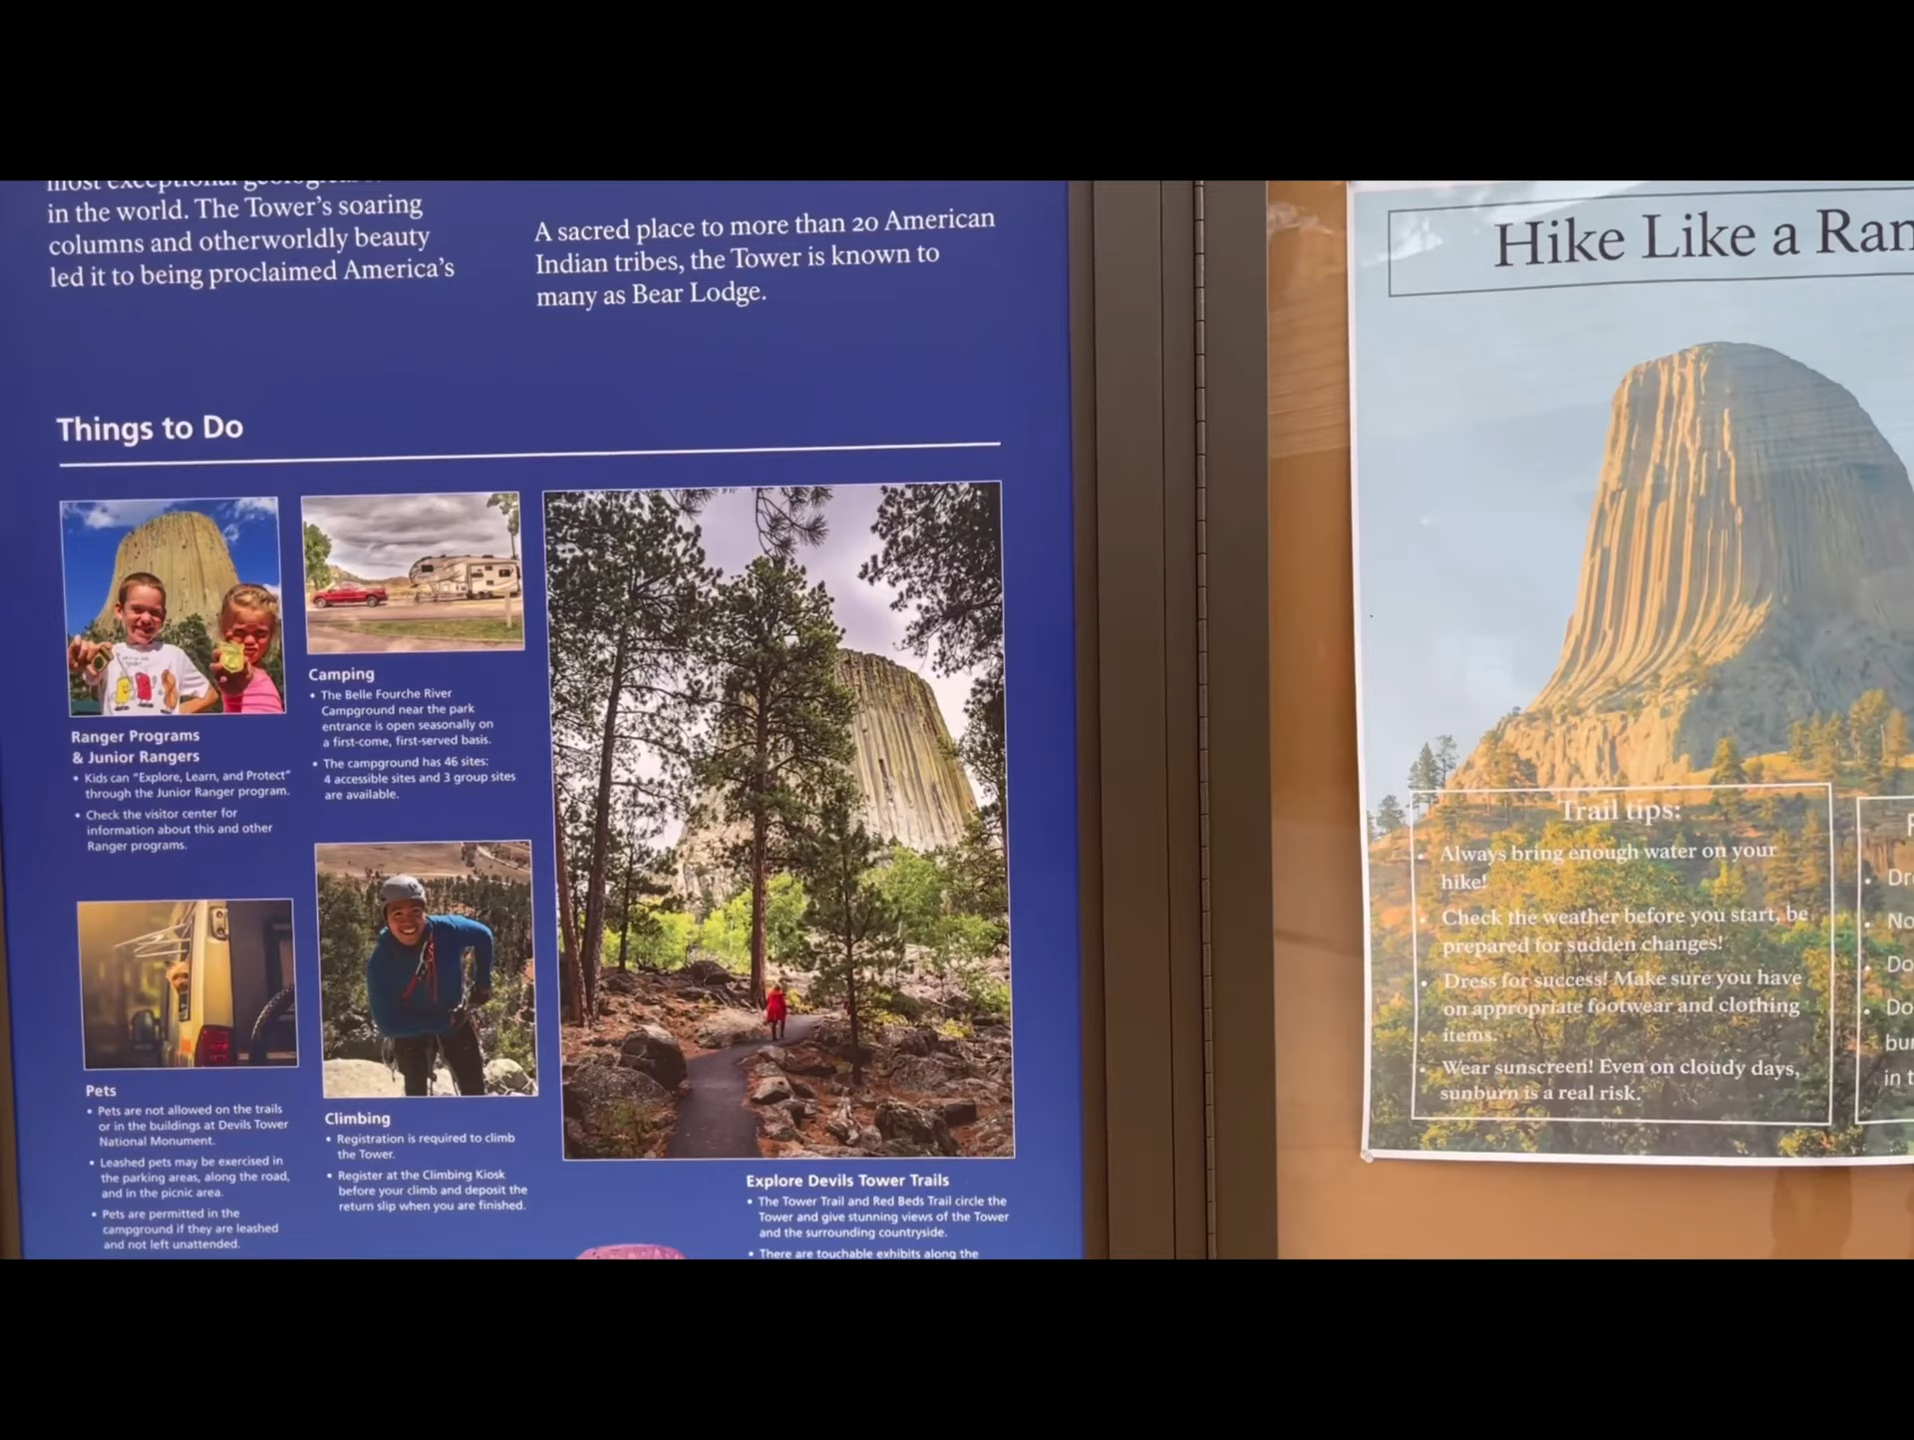 most exceptional
in the world. The Tower's soaring
columns and otherworldly beauty
led it to being proclaimed America's
A sacred place to more than 20 American
Indian tribes, the Tower is known to
many as Bear Lodge.
Things to Do
Ranger Programs
& Junior Rangers
• Kids can "Explore, Learn, and Protect"
through the Junior Ranger program.
• Check the visitor center for
information about this and other
Ranger programs.
Camping
• The Belle Fourche River
Campground near the park
entrance is open seasonally on
a first-come, first-served basis.
• The campground has 46 sites:
4 accessible sites and 3 group sites
are available.
Pets
• Pets are not allowed on the trails
or in the buildings at Devils Tower
National Monument.
• Leashed pets may be exercised in
the parking areas, along the road,
and in the picnic area.
• Pets are permitted in the
campground if they are leashed
and not left unattended.
Climbing
• Registration is required to climb
the Tower.
• Register at the Climbing Kiosk
before your climb and deposit the
return slip when you are finished.
Explore Devils Tower Trails
• The Tower Trail and Red Beds Trail circle the
Tower and give stunning views of the Tower
and the surrounding countryside.
• There are touchable exhibits along the
Hike Like a Ran
Trail tips:
• Always bring enough water on your
hike!
• Check the weather before you start, be
prepared for sudden changes!
• Dress for success! Make sure you have
on appropriate footwear and clothing
items.
• Wear sunscreen! Even on cloudy days,
sunburn is a real risk.
• Dr
• No
• Do
• Do
bu
in t